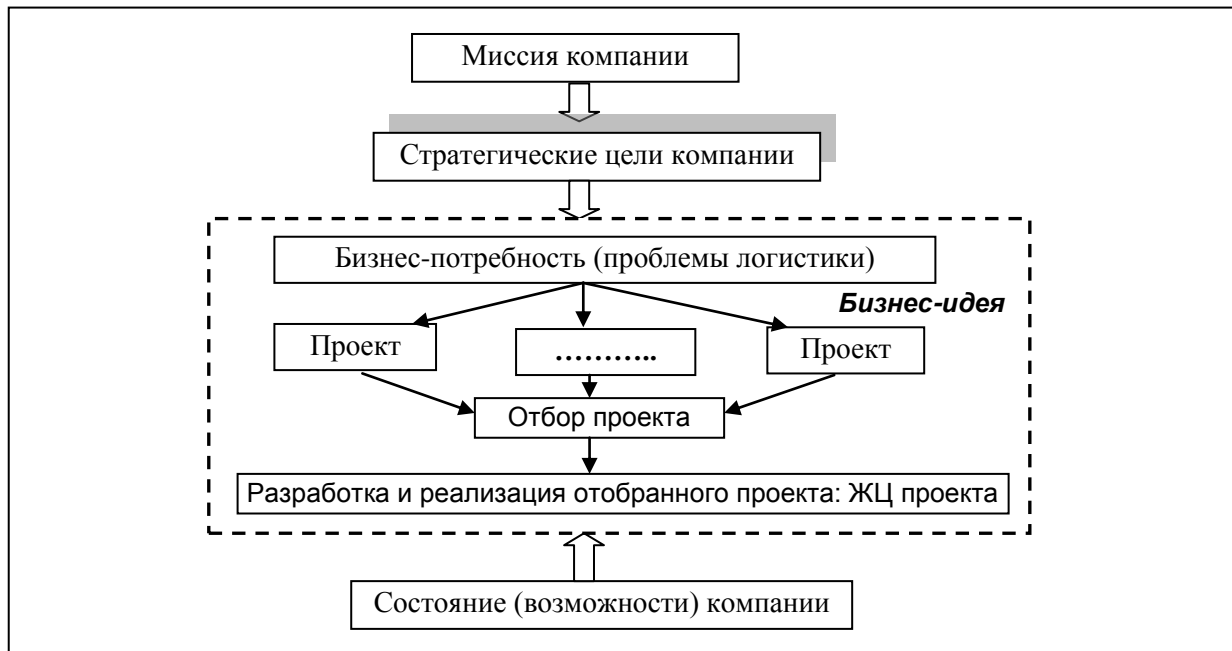 Миссия компании
Стратегические цели компании
Бизнес-потребность (проблемы логистики)
Бизнес-идея
Проект
………..
Проект
Отбор проекта
Разработка и реализация отобранного проекта: ЖЦ проекта
Состояние (возможности) компании